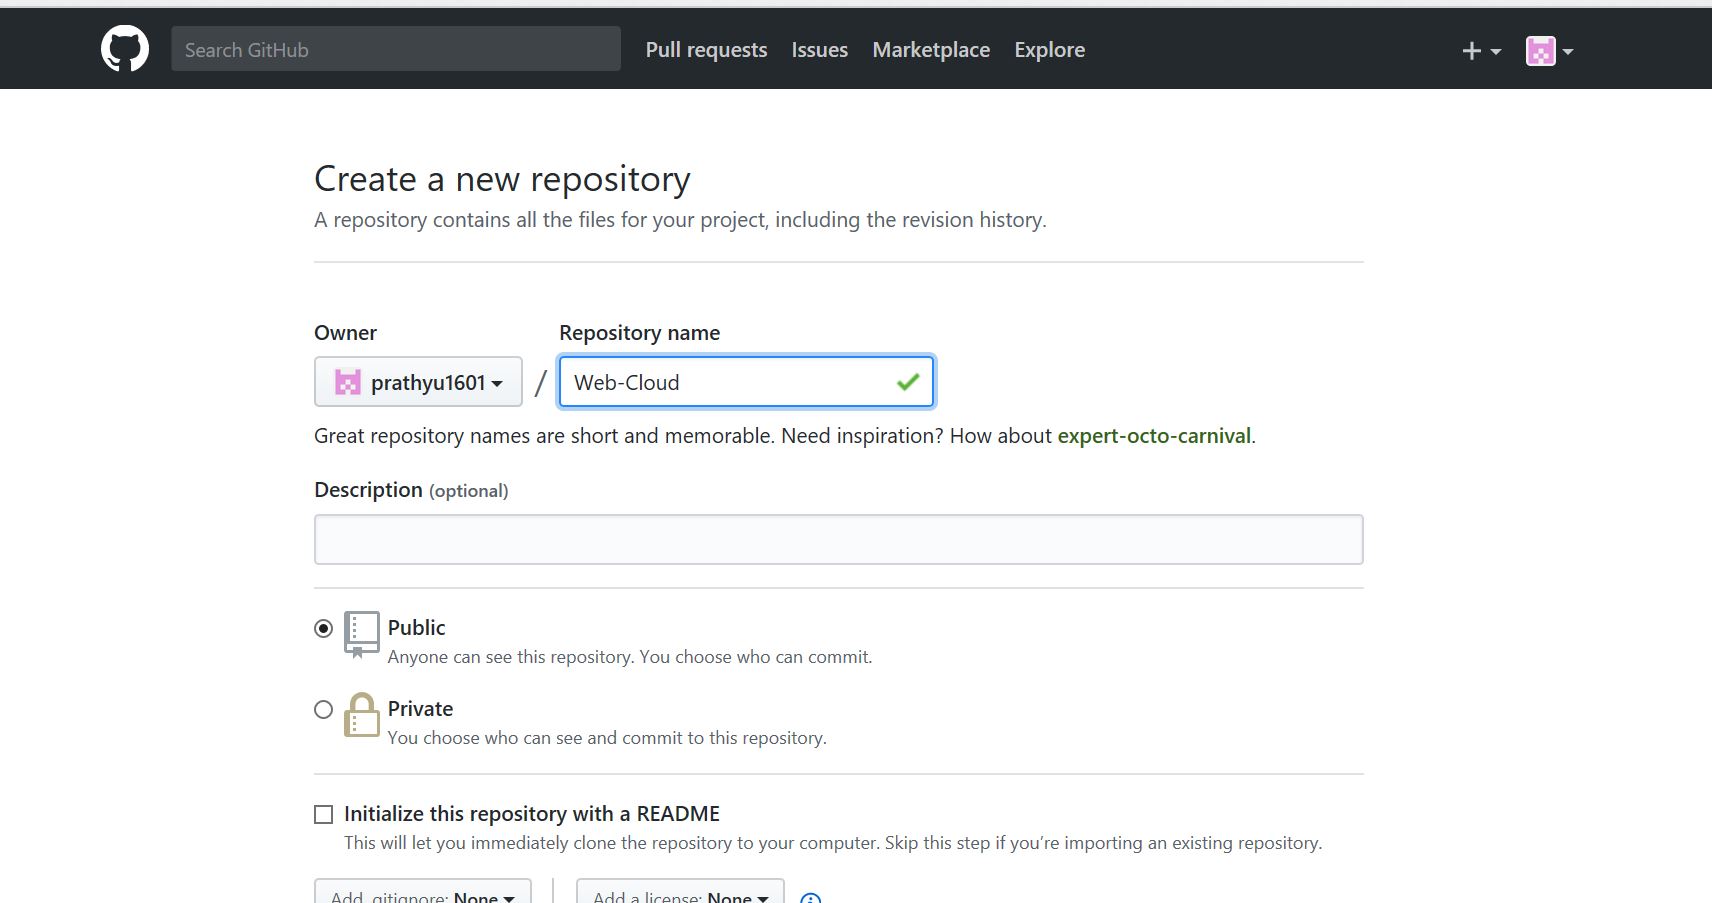 Search GitHub
Pull requests Issues Marketplace Explore
Create a new repository
A repository contains all the files for your project, including the revision history.
Owner Repository name
prathyu1601 / Web-Cloud
Great repository names are short and memorable. Need inspiration? How about expert-octo-carnival.
Description (optional)
Public
Anyone can see this repository. You choose who can commit.
Private
You choose who can see and commit to this repository.
Initialize this repository with a README
This will let you immediately clone the repository to your computer. Skip this step if you’re importing an existing repository.
Add .gitignore: None Add a license: None